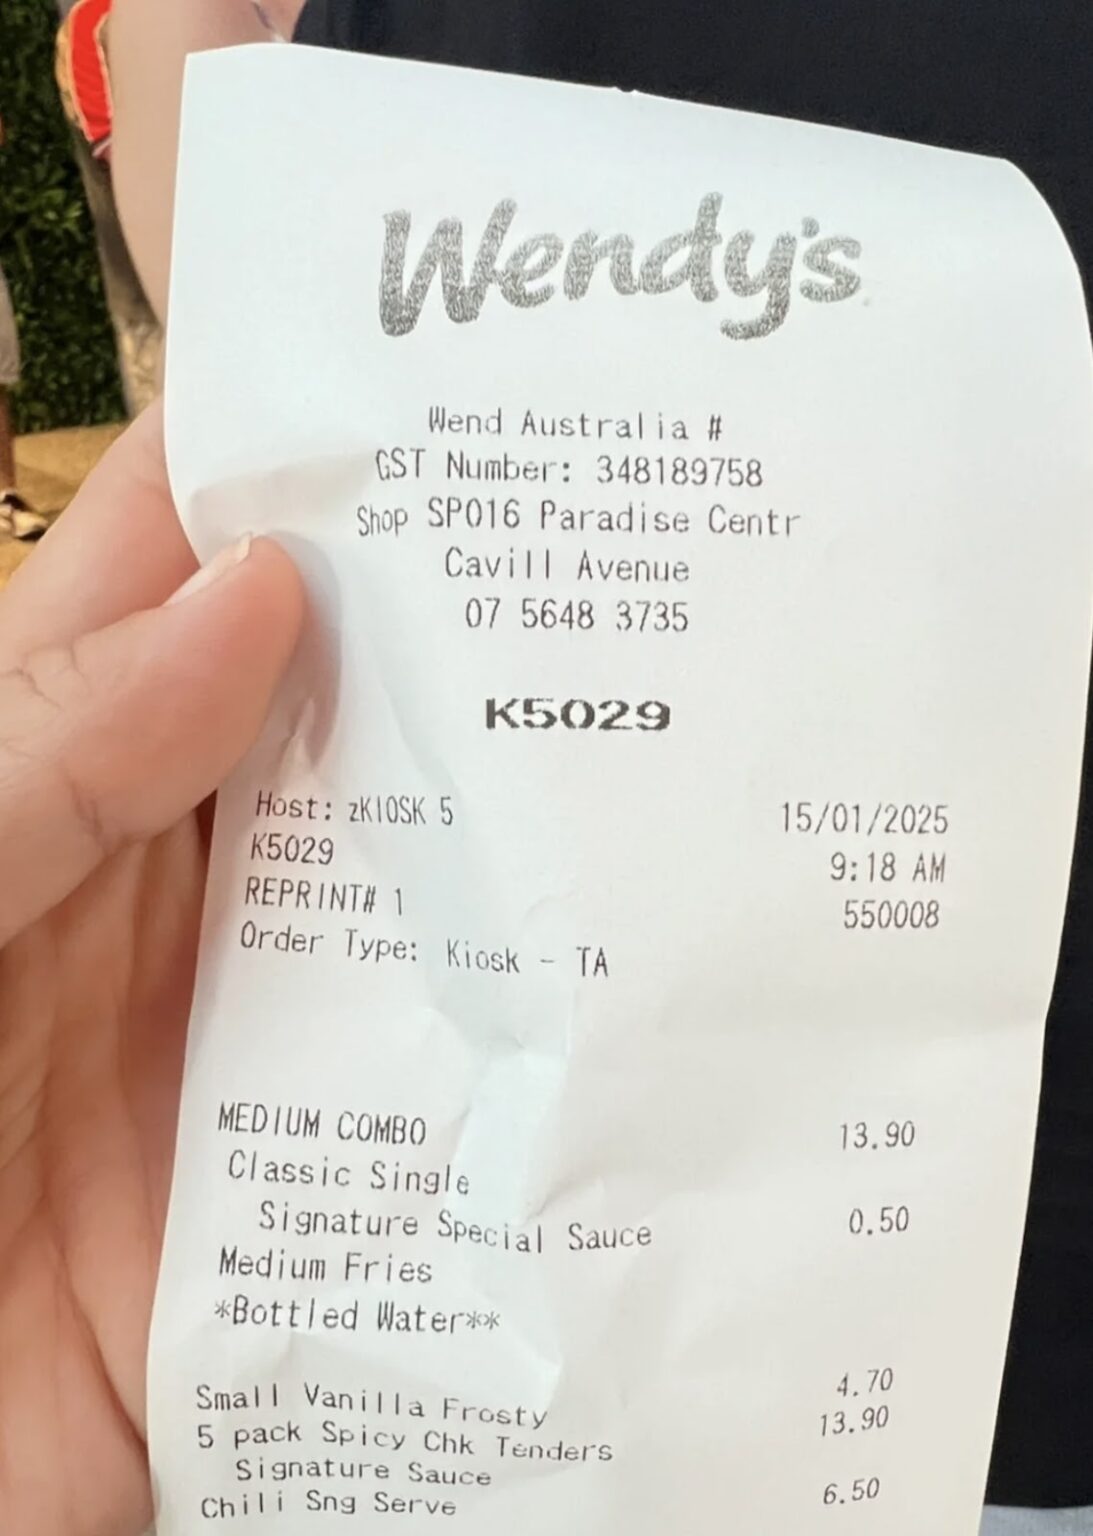 Wendy's
Wend Australia #
GST Number: 348189758
Shop SP016 Paradise Centr
Cavill Avenue
07 5648 3735
K5029
Host: zKIOSK 5 15/01/2025
K5029 9:18 AM
REPRINT# 1 550008
Order Type: Kiosk - TA
MEDIUM COMBO 13.90
Classic Single
Signature Special Sauce 0.50
Medium Fries
*Bottled Water**
Small Vanilla Frosty 4.70
5 pack Spicy Chk Tenders 13.90
Signature Sauce
Chili Sng Serve 6.50